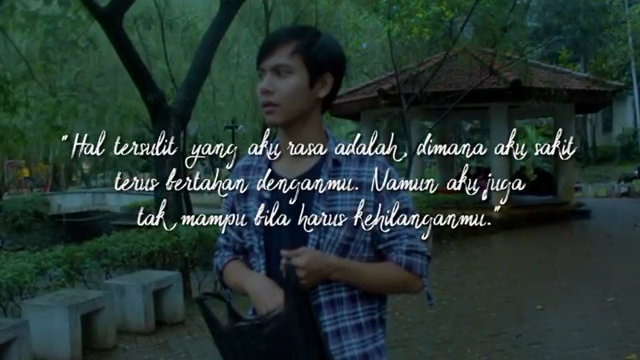 "Hal tersulit yang aku rasa adalah, dimana aku sakit
terus bertahan denganmu. Namun aku juga
tak mampu bila harus kehilanganmu."